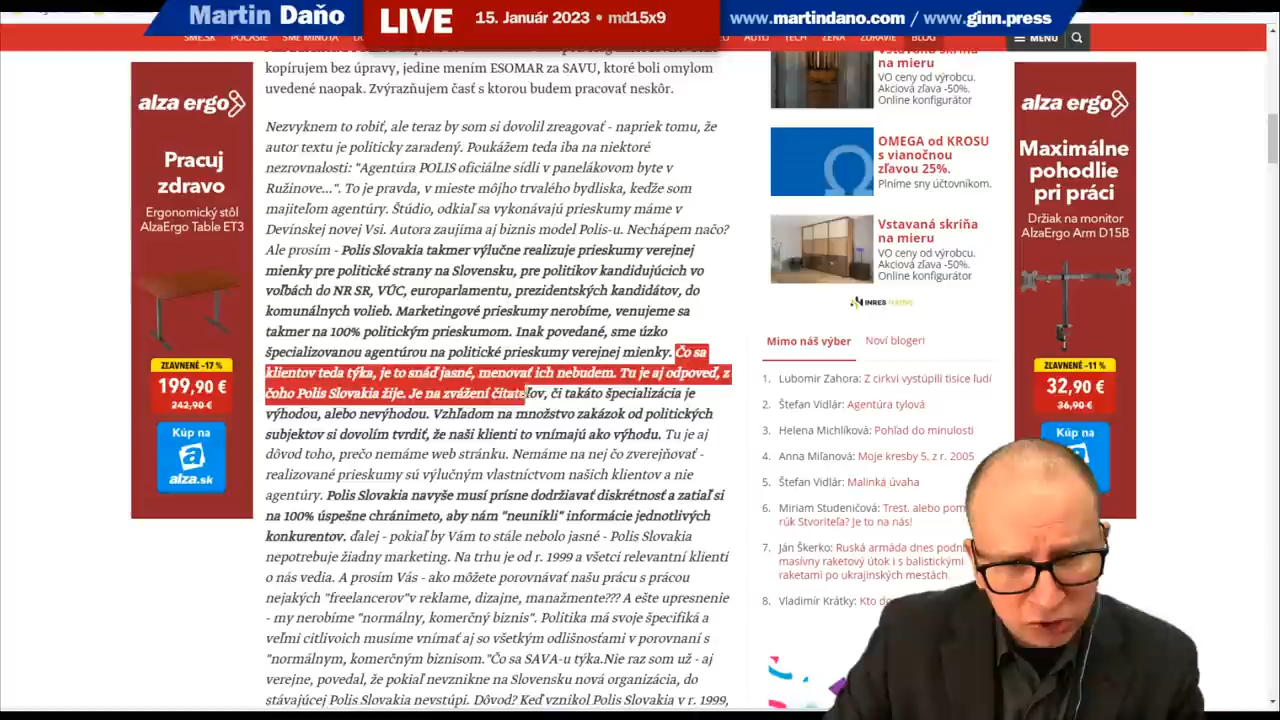 Martin Daňo
LIVE
15. Január 2023 • md15x9
www.martindano.com / www.ginn.press
SME.SK POČASIE SME MINÚTA
AUTO TECH ŽENA ZDRAVIE BLOG
MENU
kopírujem bez úpravy, jedine mením ESOMAR za SAVU, ktoré boli omylom
uvedené naopak. Zvýrazňujem časť s ktorou budem pracovať neskôr.
Nezvyknem to robiť, ale teraz by som si dovolil zreagovať - napriek tomu, že
autor textu je politicky zaradený. Poukážem teda iba na niektoré
nezrovnalosti: "Agentúra POLIS oficiálne sídli v panelákovom byte v
Ružinove...". To je pravda, v mieste môjho trvalého bydliska, kedže som
majiteľom agentúry. Štúdio, odkiaľ sa vykonávajú prieskumy máme v
Devínskej novej Vsi. Autora zaujíma aj biznis model Polis-u. Nechápem načo?
Ale prosím - Polis Slovakia takmer výlučne realizuje prieskumy verejnej
mienky pre politické strany na Slovensku, pre politikov kandidujúcich vo
voľbách do NR SR, VÚC, europarlamentu, prezidentských kandidátov, do
komunálnych volieb. Marketingové prieskumy nerobíme, venujeme sa
takmer na 100% politickým prieskumom. Inak povedané, sme úzko
špecializovanou agentúrou na politické prieskumy verejnej mienky. Čo sa
klientov teda týka, je to snáď jasné, menovať ich nebudem. Tu je aj odpoveď, z
čoho Polis Slovakia žije. Je na zvážení čitateľov, či takáto špecializácia je
výhodou, alebo nevýhodou. Vzhľadom na množstvo zakázok od politických
subjektov si dovolím tvrdiť, že naši klienti to vnímajú ako výhodu. Tu je aj
dôvod toho, prečo nemáme web stránku. Nemáme na nej čo zverejňovať -
realizované prieskumy sú výlučným vlastníctvom našich klientov a nie
agentúry. Polis Slovakia navyše musí prísne dodržiavať diskrétnosť a zatiaľ si
na 100% úspešne chránimeto, aby nám "neunikli" informácie jednotlivých
konkurentov. ďalej - pokiaľ by Vám to stále nebolo jasné - Polis Slovakia
nepotrebuje žiadny marketing. Na trhu je od r. 1999 a všetci relevantní klienti
o nás vedia. A prosím Vás - ako môžete porovnávať našu prácu s prácou
nejakých "freelancerov"v reklame, dizajne, manažmente??? A ešte upresnenie
- my nerobíme "normálny, komerčný biznis". Politika má svoje špecifiká a
veľmi citlivoich musíme vnímať aj so všetkým odlišnosťami v porovnaní s
"normálnym, komerčným biznisom."Čo sa SAVA-u týka.Nie raz som už - aj
verejne, povedal, že pokiaľ nevznikne na Slovensku nová organizácia, do
stávajúcej Polis Slovakia nevstúpi. Dôvod? Keď vznikol Polis Slovakia v r. 1999,
alza ergo
Pracuj
zdravo
Ergonomický stôl
AlzaErgo Table ET3
ZĽAVNENÉ -17 %
199,90 €
242,90 €
Kúp na
alza.sk
Vstavaná skriňa
na mieru
VO ceny od výrobcu.
Akciová zľava -50%.
Online konfigurátor
OMEGA od KROSU
s vianočnou
zľavou 25%.
Plníme sny účtovníkom.
Vstavaná skriňa
na mieru
VO ceny od výrobcu.
Akciová zľava -50%.
Online konfigurátor
INRES NATIVE
Mimo náš výber Noví blogeri
1. Lubomir Zahora: Z cirkvi vystúpili tisíce ľudí
2. Štefan Vidlár: Agentúra tylová
3. Helena Michlíková: Pohľad do minulosti
4. Anna Miľanová: Moje kresby 5. z r. 2005
5. Štefan Vidlár: Malinká úvaha
6. Miriam Studeničová: Trest, alebo
rúk Stvoriteľa? Je to na nás!
7. Ján Škerko: Ruská armáda dnes
masívny raketový útok i s balistickými
raketami po ukrajinských mestách.
8. Vladimír Krátky: Kto
alza ergo
Maximálne
pohodlie
pri práci
Držiak na monitor
AlzaErgo Arm D15B
ZĽAVNENÉ -11 %
32,90 €
36,90 €
Kúp na